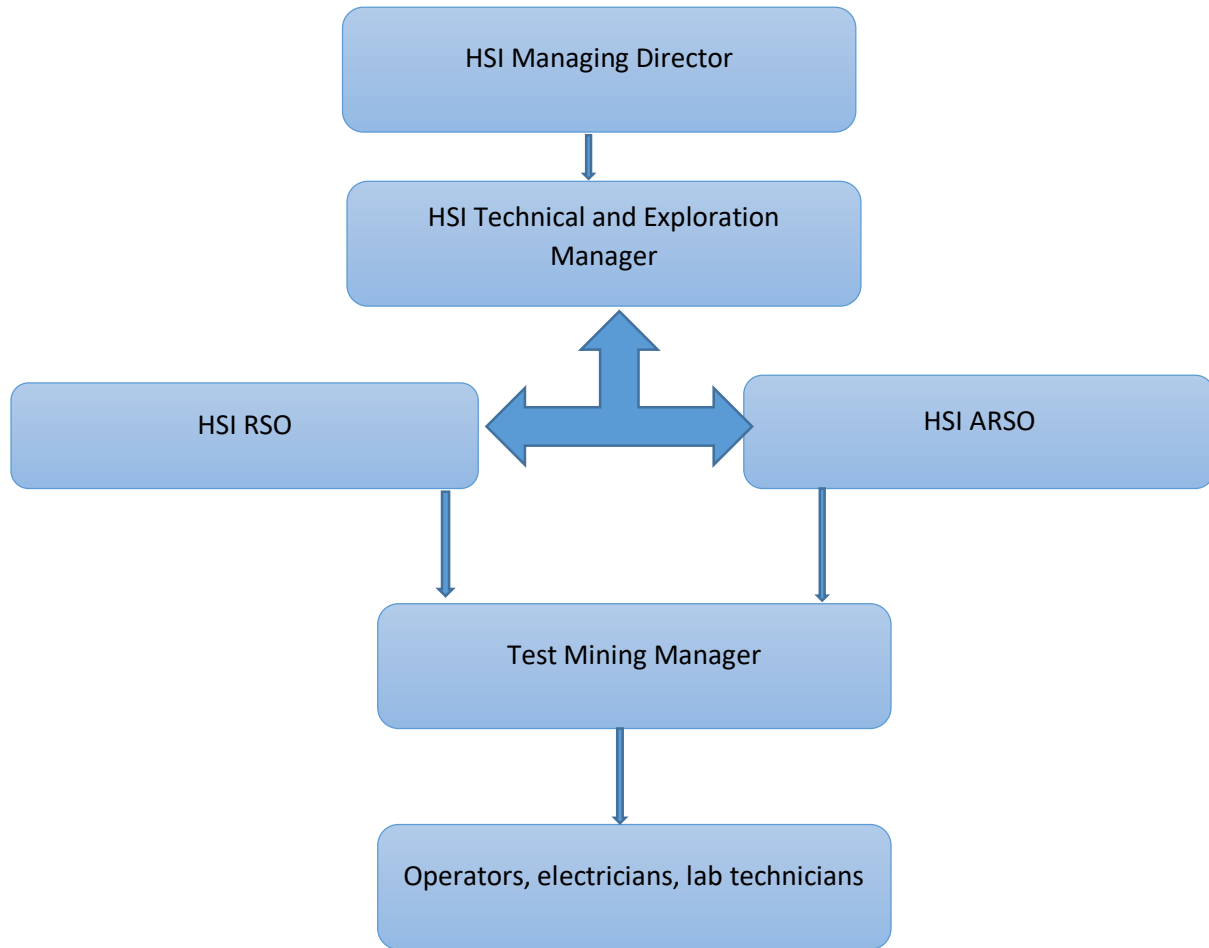 HSI Managing Director
HSI Technical and Exploration
Manager
HSI RSO
HSI ARSO
Test Mining Manager
Operators, electricians, lab technicians